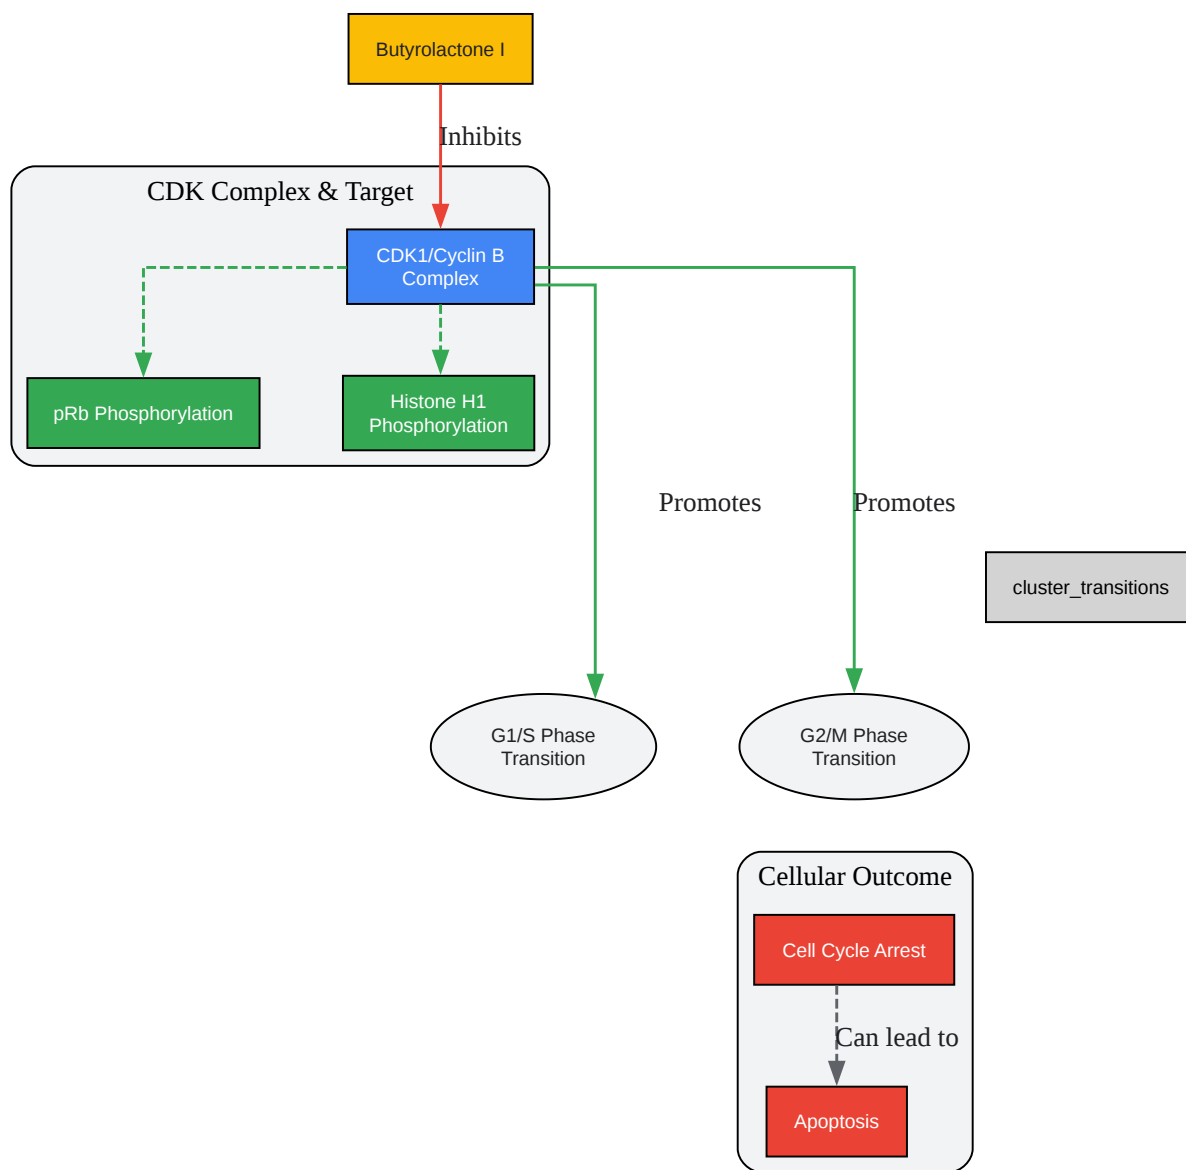 Butyrolactone I
Inhibits
CDK Complex & Target
CDK1/Cyclin B
Complex
pRb Phosphorylation
Histone H1
Phosphorylation
Promotes
Promotes
cluster_transitions
G1/S Phase
Transition
G2/M Phase
Transition
Cellular Outcome
Cell Cycle Arrest
Can lead to
Apoptosis